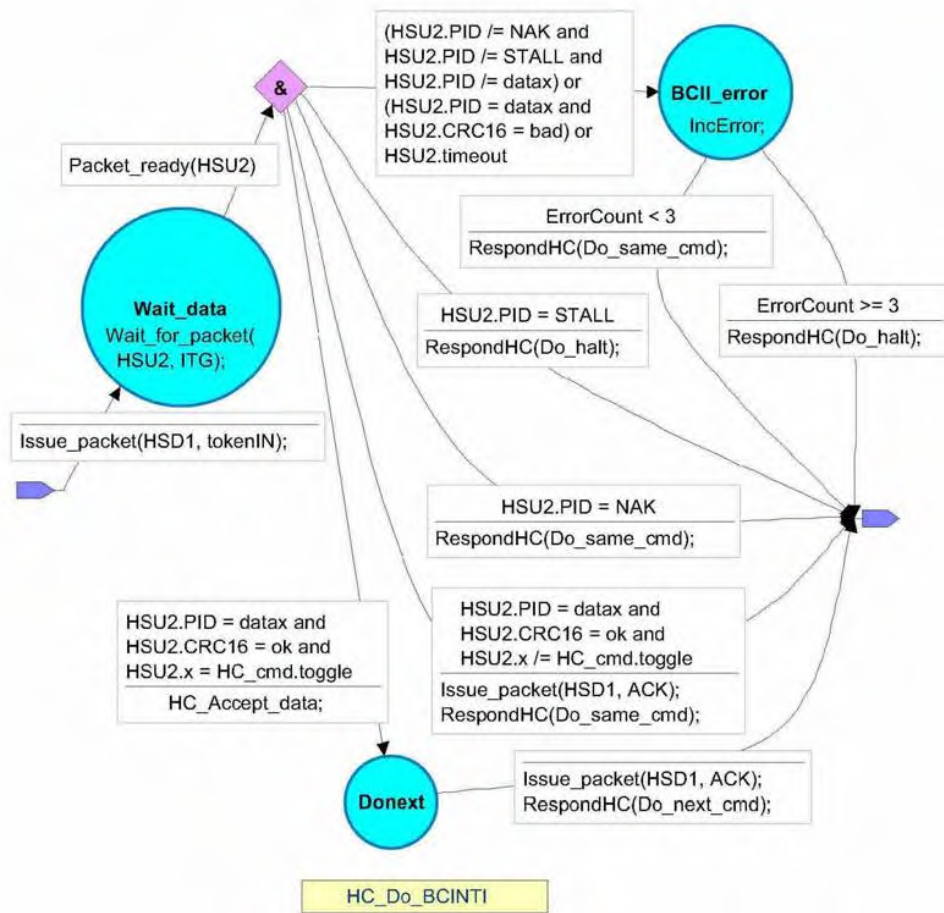 (HSU2.PID /= NAK and
HSU2.PID /= STALL and
HSU2.PID /= datax) or
(HSU2.PID = datax and
HSU2.CRC16 = bad) or
HSU2.timeout
&
BCII_error
IncError;
Packet_ready(HSU2)
ErrorCount < 3
RespondHC(Do_same_cmd);
Wait_data
Wait_for_packet(
HSU2, ITG);
HSU2.PID = STALL
RespondHC(Do_halt);
ErrorCount >= 3
RespondHC(Do_halt);
Issue_packet(HSD1, tokenIN);
HSU2.PID = NAK
RespondHC(Do_same_cmd);
HSU2.PID = datax and
HSU2.CRC16 = ok and
HSU2.x = HC_cmd.toggle
HC_Accept_data;
HSU2.PID = datax and
HSU2.CRC16 = ok and
HSU2.x /= HC_cmd.toggle
Issue_packet(HSD1, ACK);
RespondHC(Do_same_cmd);
Donext
Issue_packet(HSD1, ACK);
RespondHC(Do_next_cmd);
HC_Do_BCINTI